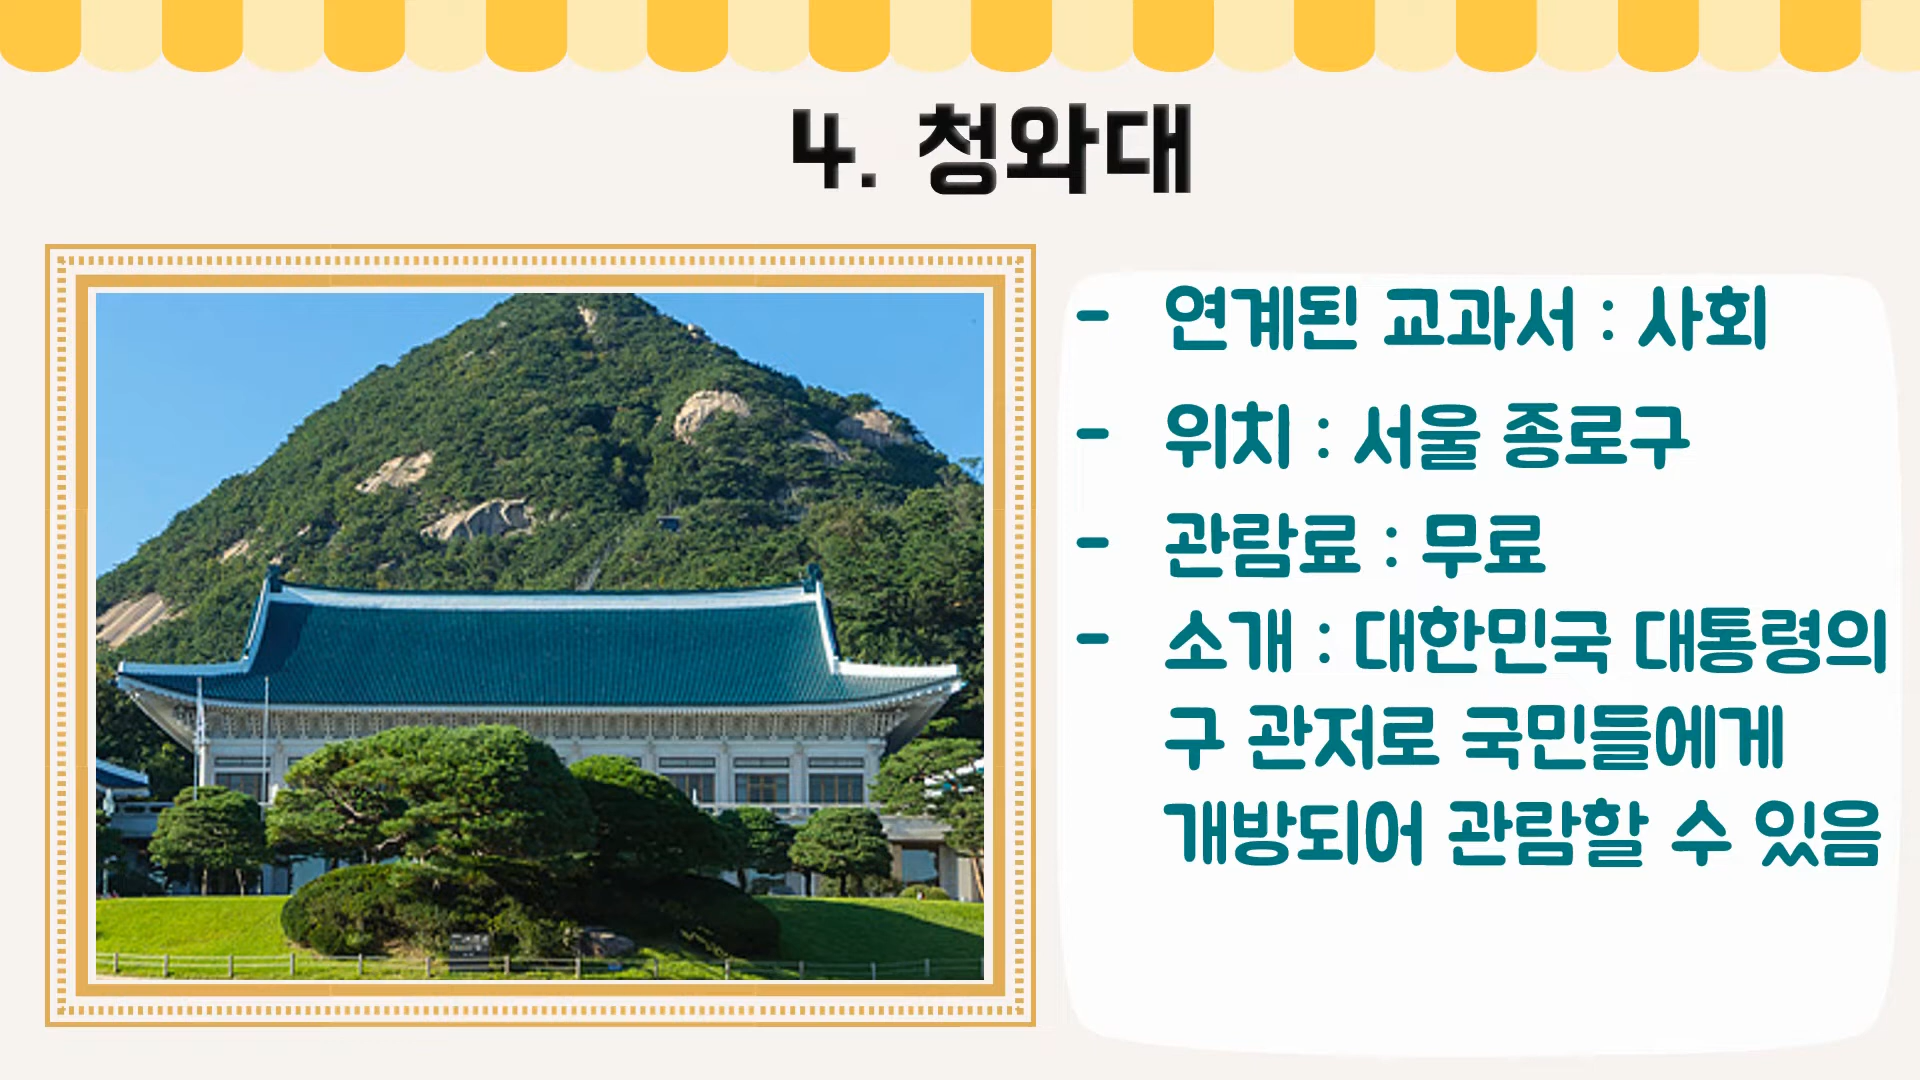 4. 청와대
- 연계된 교과서 : 사회
- 위치 : 서울 종로구
- 관람료 : 무료
- 소개 : 대한민국 대통령의
구 관저로 국민들에게
개방되어 관람할 수 있음